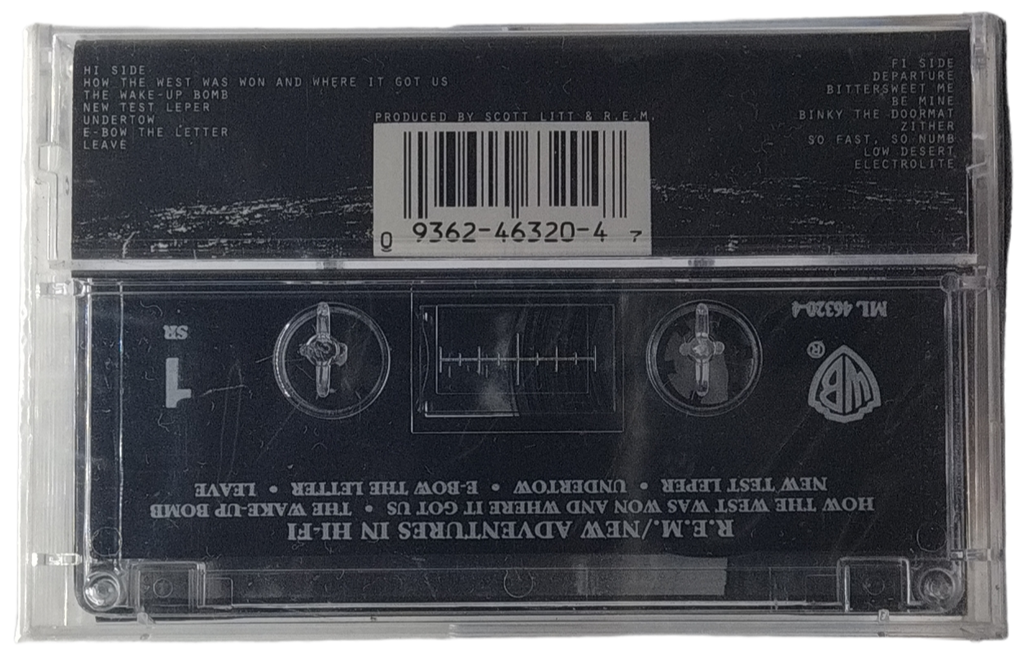 HI SIDE
HOW THE WEST WAS WON AND WHERE IT GOT US
THE WAKE-UP BOMB
NEW TEST LEPER
UNDERTOW
E-BOW THE LETTER
LEAVE
FI SIDE
DEPARTURE
BITTERSWEET ME
BE MINE
BINKY THE DOORMAT
ZITHER
SO FAST, SO NUMB
LOW DESERT
ELECTROLITE
PRODUCED BY SCOTT LITT & R.E.M.
0 9362-46320-4 7
R.E.M./NEW ADVENTURES IN HI-FI
HOW THE WEST WAS WON AND WHERE IT GOT US • THE WAKE-UP BOMB
NEW TEST LEPER • UNDERTOW • E-BOW THE LETTER • LEAVE
WB ®
1
SR
ML 46320-4